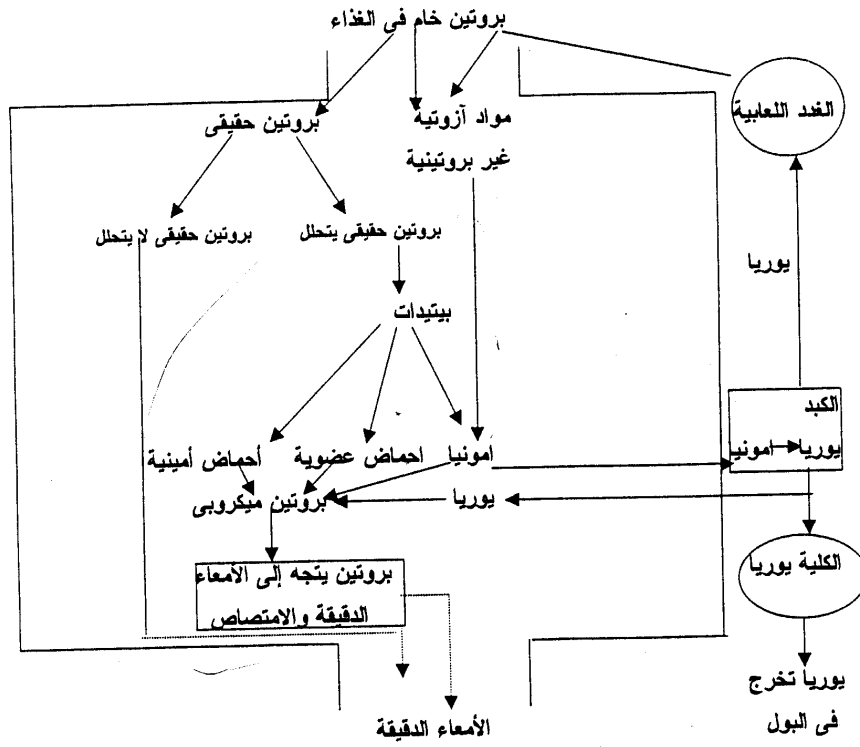 بروتين خام فى الغذاء
الغدد اللعابية
بروتين حقيقى
مواد آزوتية
غير بروتينية
بروتين حقيقى لا يتحلل
بروتين حقيقى يتحلل
يوريا
بيتيدات
الكبد
امونيا
يوريا
أحماض أمينية
احماض عضوية
أمونيا
بروتين ميكروبى
يوريا
الكلية يوريا
بروتين يتجه إلى الأمعاء
الدقيقة والامتصاص
يوريا تخرج
فى البول
الأمعاء الدقيقة